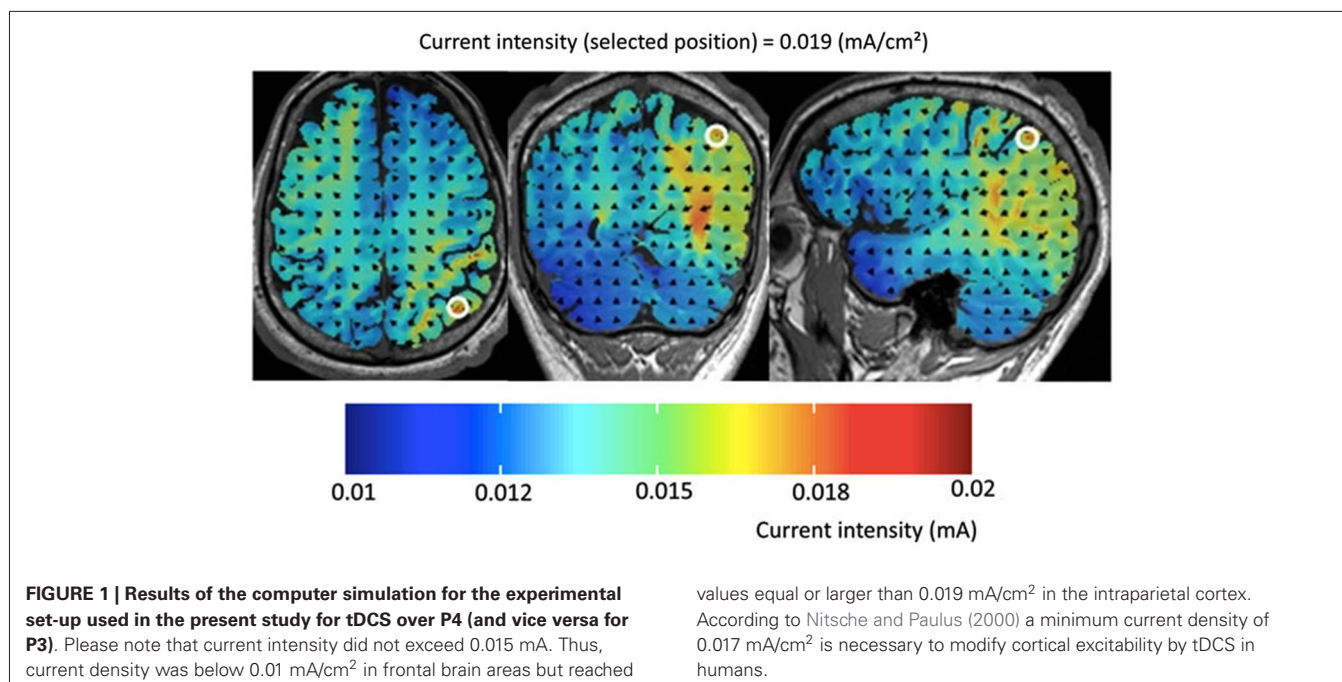 Current intensity (selected position) = 0.019 (mA/cm²)
0.01 0.012 0.015 0.018 0.02
Current intensity (mA)
FIGURE 1 | Results of the computer simulation for the experimental
set-up used in the present study for tDCS over P4 (and vice versa for
P3). Please note that current intensity did not exceed 0.015 mA. Thus,
current density was below 0.01 mA/cm² in frontal brain areas but reached
values equal or larger than 0.019 mA/cm² in the intraparietal cortex.
According to Nitsche and Paulus (2000) a minimum current density of
0.017 mA/cm² is necessary to modify cortical excitability by tDCS in
humans.